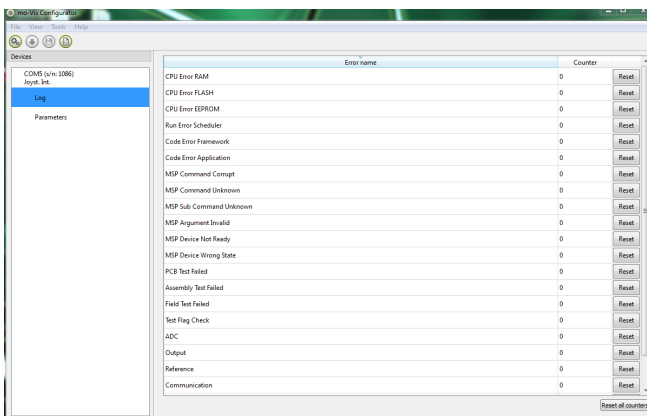 mo-Vis Configurator
File View Tools Help
Devices
COM5 (s/n: 1086)
Joyst. Int.
Log
Parameters
Error name Counter
CPU Error RAM 0 Reset
CPU Error FLASH 0 Reset
CPU Error EEPROM 0 Reset
Run Error Scheduler 0 Reset
Code Error Framework 0 Reset
Code Error Application 0 Reset
MSP Command Corrupt 0 Reset
MSP Command Unknown 0 Reset
MSP Sub Command Unknown 0 Reset
MSP Argument Invalid 0 Reset
MSP Device Not Ready 0 Reset
MSP Device Wrong State 0 Reset
PCB Test Failed 0 Reset
Assembly Test Failed 0 Reset
Field Test Failed 0 Reset
Test Flag Check 0 Reset
ADC 0 Reset
Output 0 Reset
Reference 0 Reset
Communication 0 Reset
Reset all counters